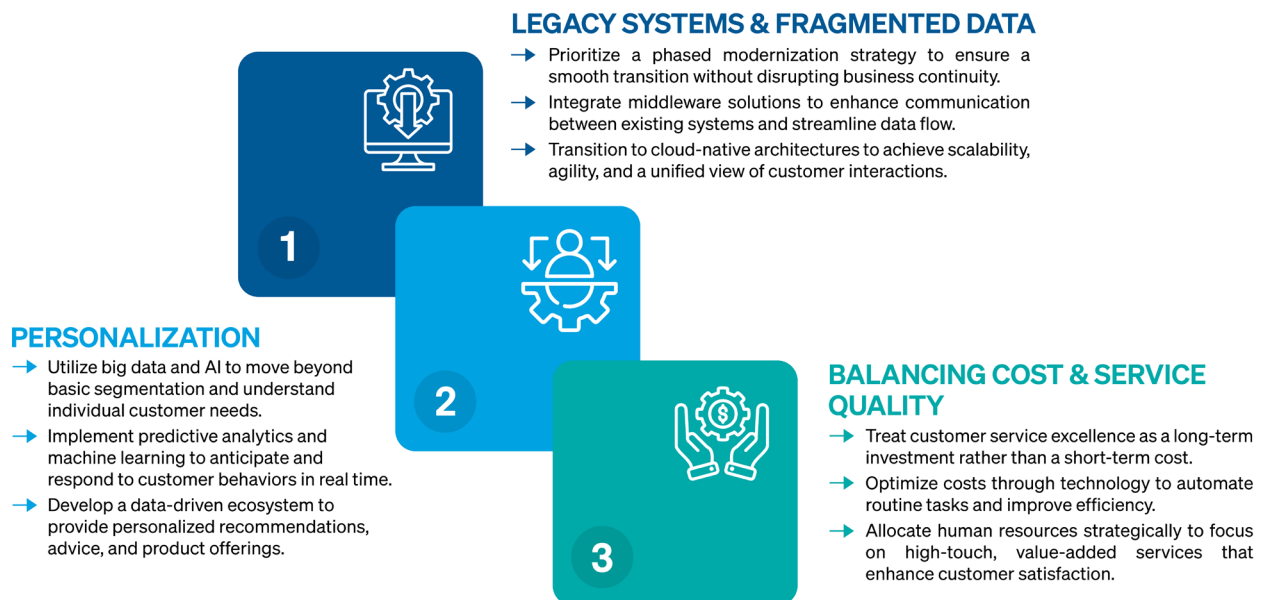 LEGACY SYSTEMS & FRAGMENTED DATA
→ Prioritize a phased modernization strategy to ensure a
smooth transition without disrupting business continuity.
→ Integrate middleware solutions to enhance communication
between existing systems and streamline data flow.
→ Transition to cloud-native architectures to achieve scalability,
agility, and a unified view of customer interactions.
1
PERSONALIZATION
→ Utilize big data and AI to move beyond
basic segmentation and understand
individual customer needs.
→ Implement predictive analytics and
machine learning to anticipate and
respond to customer behaviors in real time.
→ Develop a data-driven ecosystem to
provide personalized recommendations,
advice, and product offerings.
2
BALANCING COST & SERVICE
QUALITY
→ Treat customer service excellence as a long-term
investment rather than a short-term cost.
→ Optimize costs through technology to automate
routine tasks and improve efficiency.
→ Allocate human resources strategically to focus
on high-touch, value-added services that
enhance customer satisfaction.
$
3